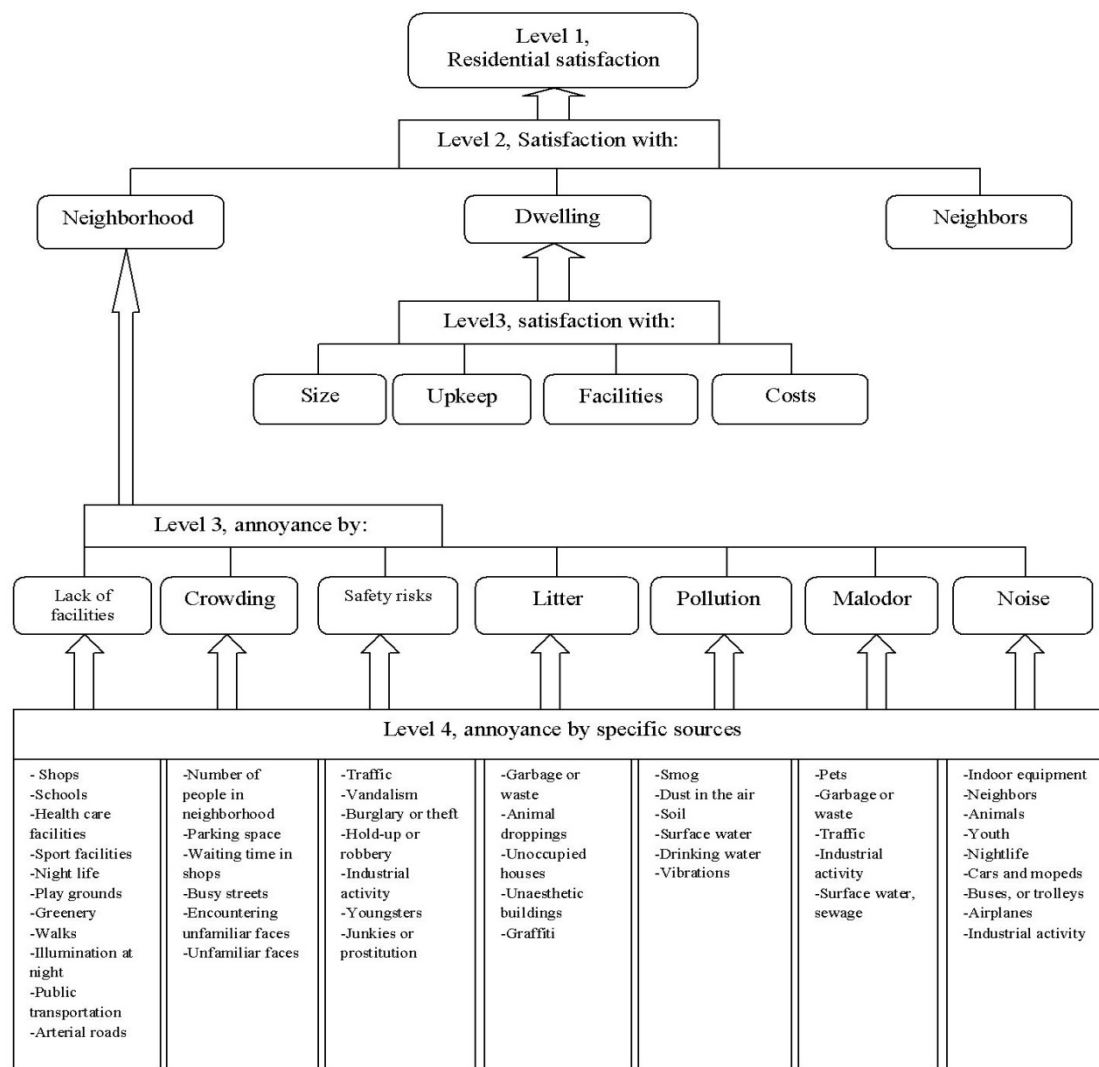 Level 1,
Residential satisfaction
Level 2, Satisfaction with:
Neighborhood
Dwelling
Neighbors
Level3, satisfaction with:
Size
Upkeep
Facilities
Costs
Level 3, annoyance by:
Lack of
facilities
Crowding
Safety risks
Litter
Pollution
Malodor
Noise
Level 4, annoyance by specific sources
- Shops
-Schools
-Health care
facilities
-Sport facilities
-Night life
-Play grounds
-Greenery
-Walks
-Illumination at
night
-Public
transportation
-Arterial roads
-Number of
people in
neighborhood
-Parking space
-Waiting time in
shops
-Busy streets
-Encountering
unfamiliar faces
-Unfamiliar faces
-Traffic
-Vandalism
-Burglary or theft
-Hold-up or
robbery
-Industrial
activity
-Youngsters
-Junkies or
prostitution
-Garbage or
waste
-Animal
droppings
-Unoccupied
houses
-Unaesthetic
buildings
-Graffiti
-Smog
-Dust in the air
-Soil
-Surface water
-Drinking water
-Vibrations
-Pets
-Garbage or
waste
-Traffic
-Industrial
activity
-Surface water,
sewage
-Indoor equipment
-Neighbors
-Animals
-Youth
-Nightlife
-Cars and mopeds
-Buses, or trolleys
-Airplanes
-Industrial activity